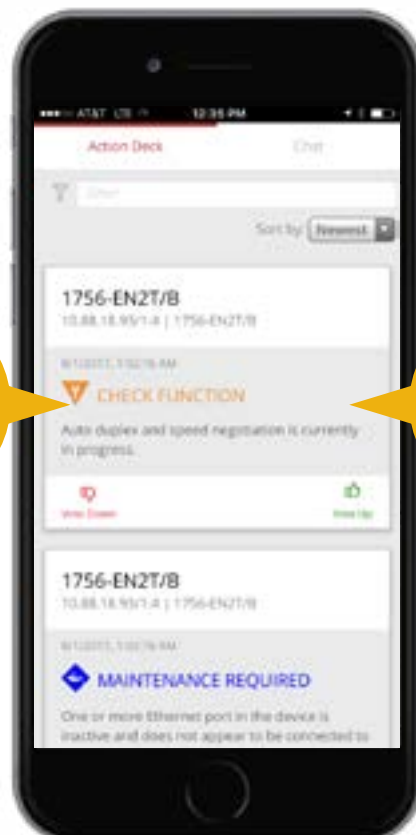 AT&T LTE 12:35 PM
Action Deck Chat
Filter
Sort by: Newest
1756-EN2T/B
10.88.18.95/1-4 | 1756-EN2T/B
CHECK FUNCTION
Auto duplex and speed negotiation is currently
in progress.
Vote Down Vote Up
1756-EN2T/B
10.88.18.95/1-4 | 1756-EN2T/B
MAINTENANCE REQUIRED
One or more Ethernet port in the device is
inactive and does not appear to be connected to